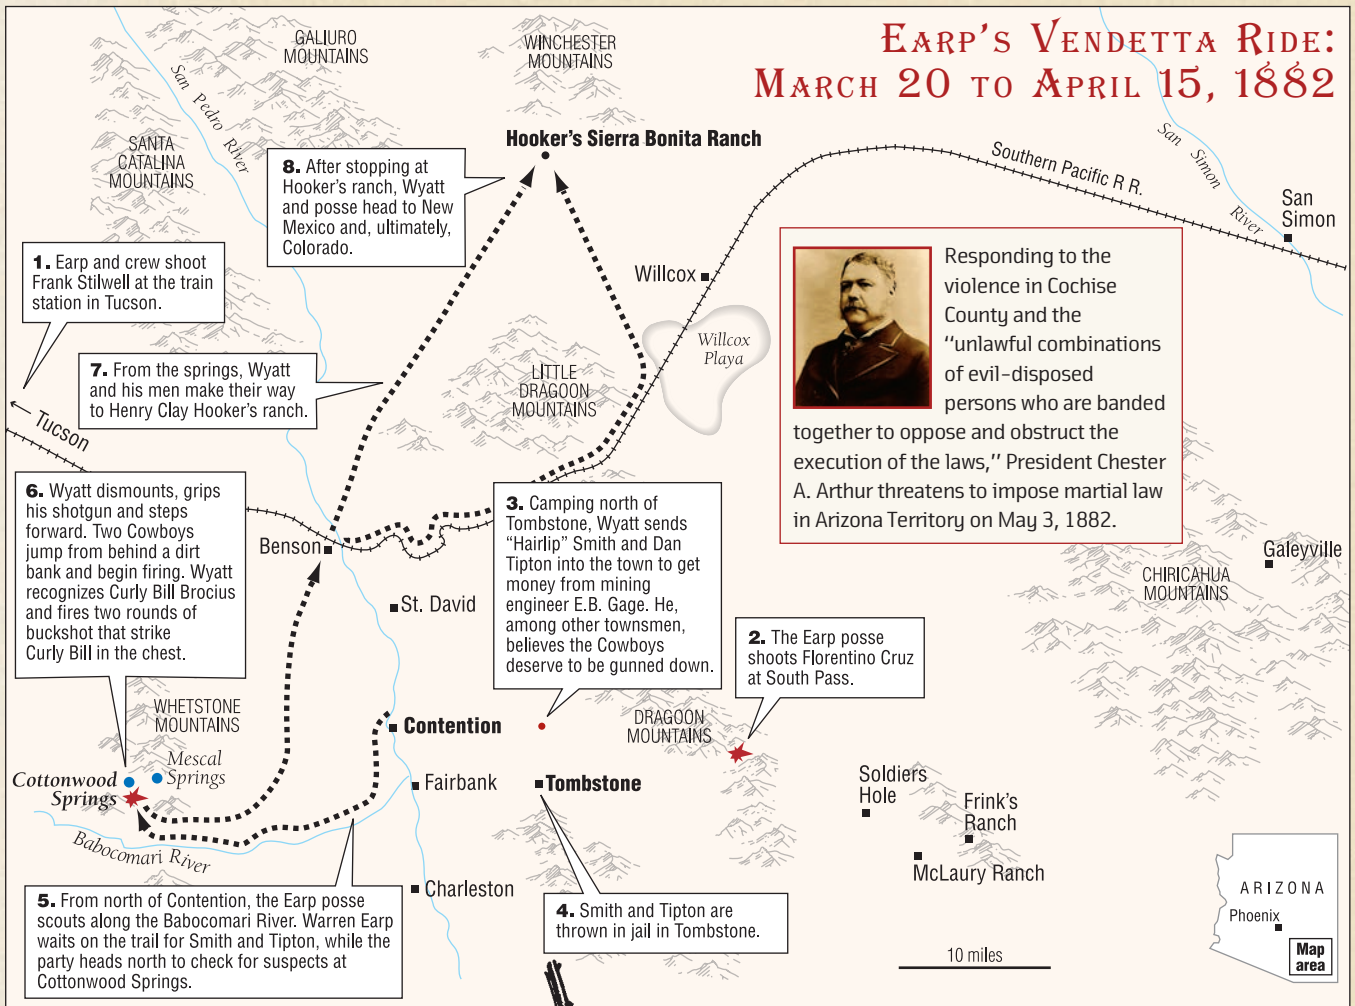 EARP'S VENDETTA RIDE:
MARCH 20 TO APRIL 15, 1882
GALIURO
MOUNTAINS
WINCHESTER
MOUNTAINS
San Pedro River
SANTA
CATALINA
MOUNTAINS
Hooker's Sierra Bonita Ranch
Southern Pacific R R.
San Simon
River
San
Simon
8. After stopping at
Hooker's ranch, Wyatt
and posse head to New
Mexico and, ultimately,
Colorado.
1. Earp and crew shoot
Frank Stilwell at the train
station in Tucson.
Willcox
Willcox
Playa
Responding to the
violence in Cochise
County and the
"unlawful combinations
of evil-disposed
persons who are banded
together to oppose and obstruct the
execution of the laws," President Chester
A. Arthur threatens to impose martial law
in Arizona Territory on May 3, 1882.
7. From the springs, Wyatt
and his men make their way
to Henry Clay Hooker's ranch.
LITTLE
DRAGOON
MOUNTAINS
Tucson
6. Wyatt dismounts, grips
his shotgun and steps
forward. Two Cowboys
jump from behind a dirt
bank and begin firing. Wyatt
recognizes Curly Bill Brocius
and fires two rounds of
buckshot that strike
Curly Bill in the chest.
Benson
St. David
3. Camping north of
Tombstone, Wyatt sends
"Hairlip" Smith and Dan
Tipton into the town to get
money from mining
engineer E.B. Gage. He,
among other townsmen,
believes the Cowboys
deserve to be gunned down.
2. The Earp posse
shoots Florentino Cruz
at South Pass.
Galeyville
CHIRICAHUA
MOUNTAINS
WHETSTONE
MOUNTAINS
Contention
DRAGOON
MOUNTAINS
Mescal
Springs
Cottonwood
Springs
Fairbank
Tombstone
Soldiers
Hole
Frink's
Ranch
McLaury Ranch
Babocomari River
Charleston
5. From north of Contention, the Earp posse
scouts along the Babocomari River. Warren Earp
waits on the trail for Smith and Tipton, while the
party heads north to check for suspects at
Cottonwood Springs.
4. Smith and Tipton are
thrown in jail in Tombstone.
10 miles
ARIZONA
Phoenix
Map
area